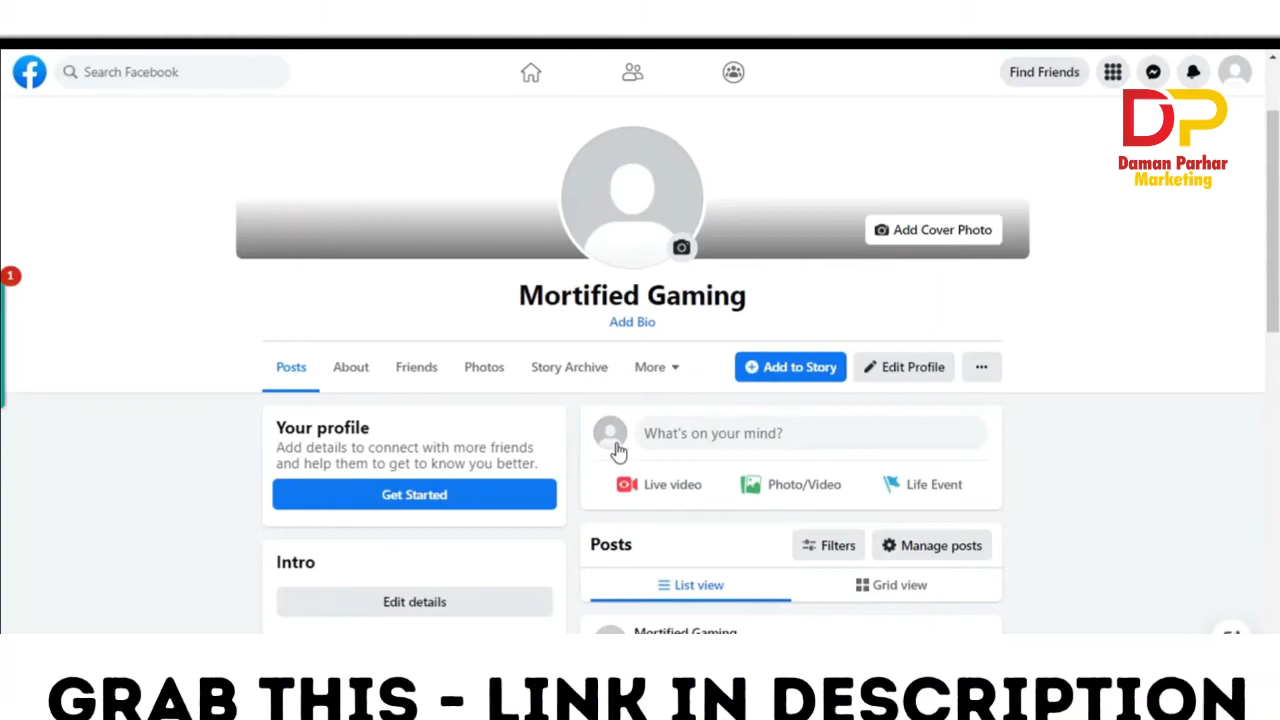 Search Facebook
Find Friends
DP
Daman Parhar
Marketing
Add Cover Photo
1
Mortified Gaming
Add Bio
Posts About Friends Photos Story Archive More
Add to Story Edit Profile
Your profile
Add details to connect with more friends
and help them to get to know you better.
Get Started
What's on your mind?
Live video Photo/Video Life Event
Intro
Edit details
Posts Filters Manage posts
List view Grid view
Mortified Gaming
GRAB THIS - LINK IN DESCRIPTION